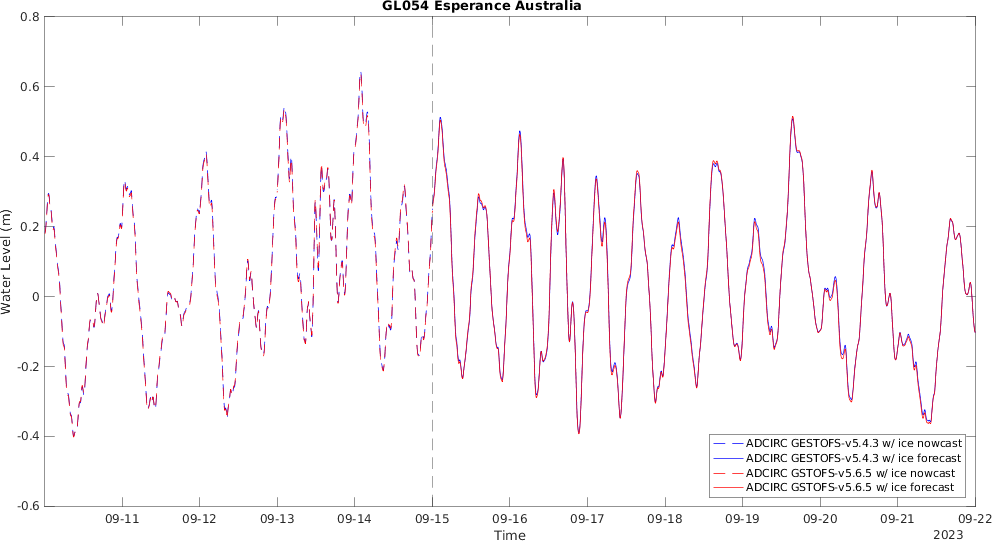 GL054 Esperance Australia
0.8
0.6
0.4
0.2
0
-0.2
-0.4
-0.6
Water Level (m)
ADCIRC GESTOFS-v5.4.3 w/ ice nowcast
ADCIRC GESTOFS-v5.4.3 w/ ice forecast
ADCIRC GSTOFS-v5.6.5 w/ ice nowcast
ADCIRC GSTOFS-v5.6.5 w/ ice forecast
09-11 09-12 09-13 09-14 09-15 09-16 09-17 09-18 09-19 09-20 09-21 09-22
Time
2023